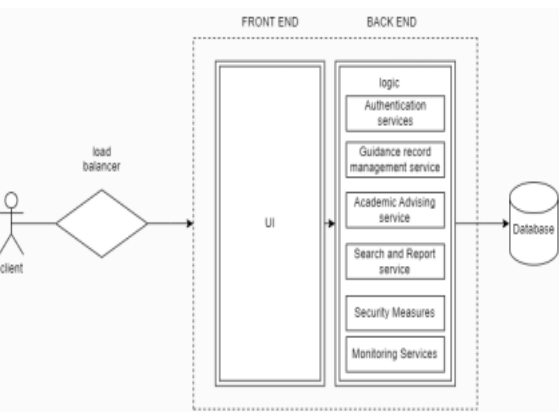 FRONT END
BACK END
logic
Authentication
services
load
balancer
Guidance record
management service
Academic Advising
service
UI
Database
client
Search and Report
service
Security Measures
Monitoring Services